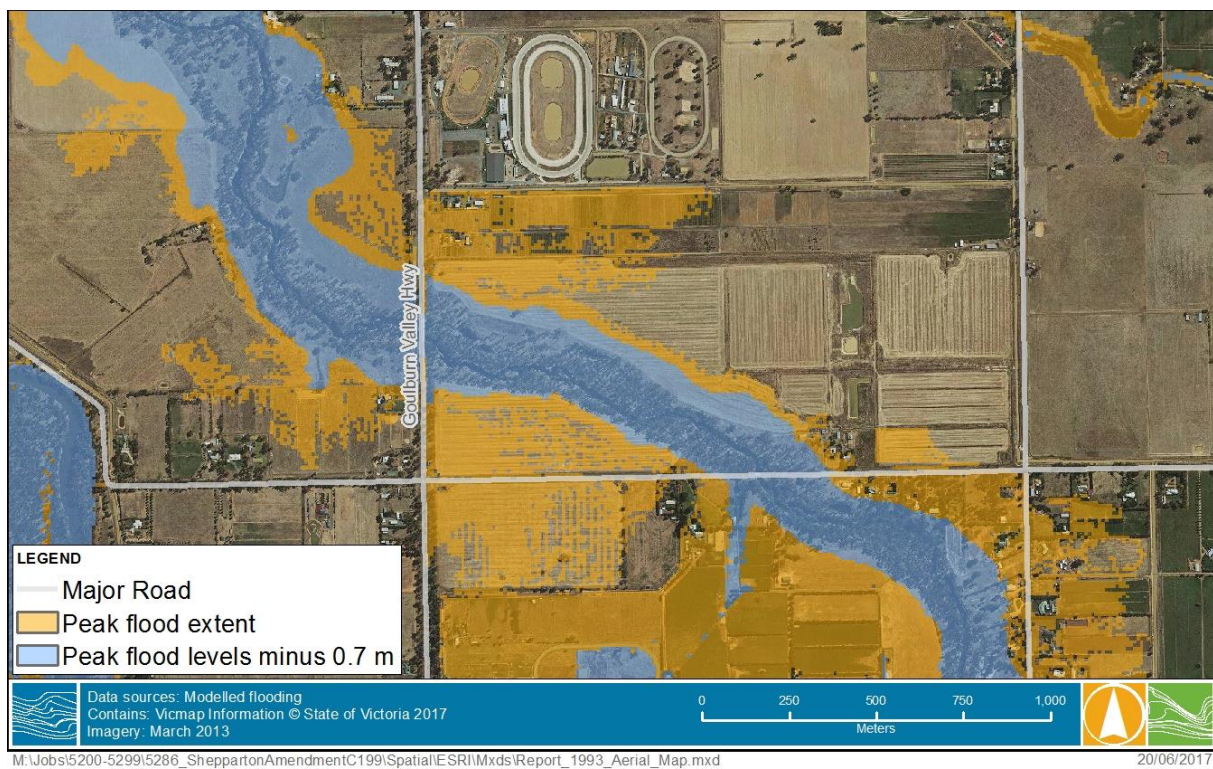 Goulburn Valley Hwy
LEGEND
Major Road
Peak flood extent
Peak flood levels minus 0.7 m
Data sources: Modelled flooding
Contains: Vicmap Information © State of Victoria 2017
Imagery: March 2013
0 250 500 750 1,000
Meters
M:\Jobs\5200-5299\5286_SheppartonAmendmentC199\Spatial\ESRI\Mxds\Report_1993_Aerial_Map.mxd
20/06/2017